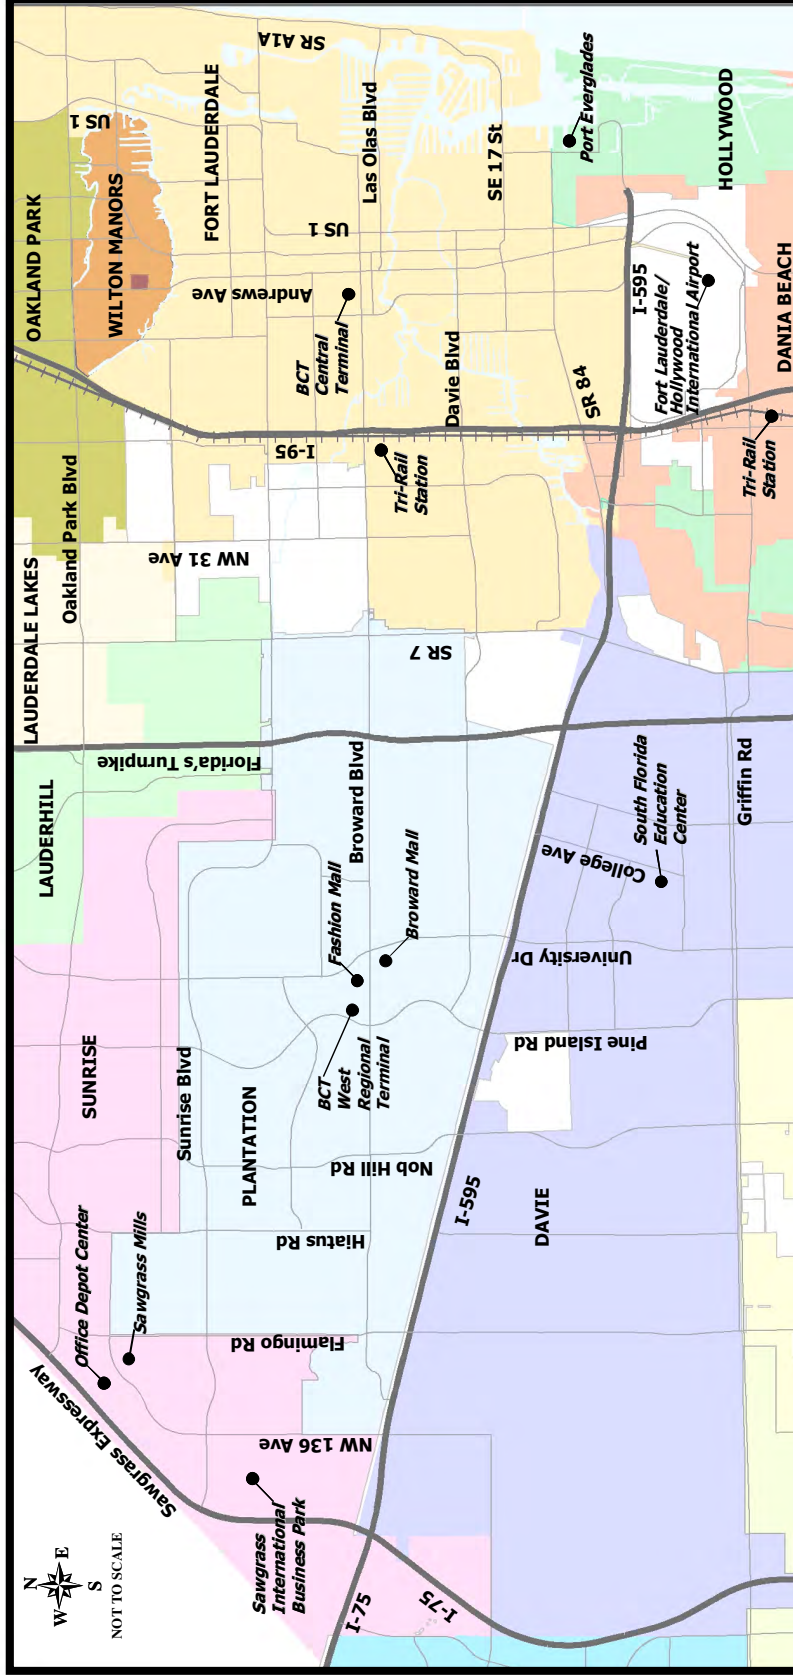 N
W
E
S
NOT TO SCALE
Sawgrass Expressway
Office Depot Center
Sawgrass Mills
Sawgrass
International
Business Park
I-75
I-75
NW 136 Ave
Flamingo Rd
Hiatus Rd
Nob Hill Rd
SUNRISE
Sunrise Blvd
PLANTATION
I-595
DAVIE
BCT
West
Regional
Terminal
Fashion Mall
Broward Mall
Broward Blvd
Pine Island Rd
University Dr
College Ave
South Florida
Education
Center
Griffin Rd
LAUDERHILL
Florida's Turnpike
LAUDERDALE LAKES
Oakland Park Blvd
SR 7
NW 31 Ave
I-95
Tri-Rail
Station
Tri-Rail
Station
OAKLAND PARK
WILTON MANORS
US 1
FORT LAUDERDALE
SR A1A
Andrews Ave
BCT
Central
Terminal
US 1
Las Olas Blvd
Davie Blvd
SE 17 St
SR 84
I-595
Port Everglades
Fort Lauderdale/
Hollywood
International Airport
HOLLYWOOD
DANIA BEACH